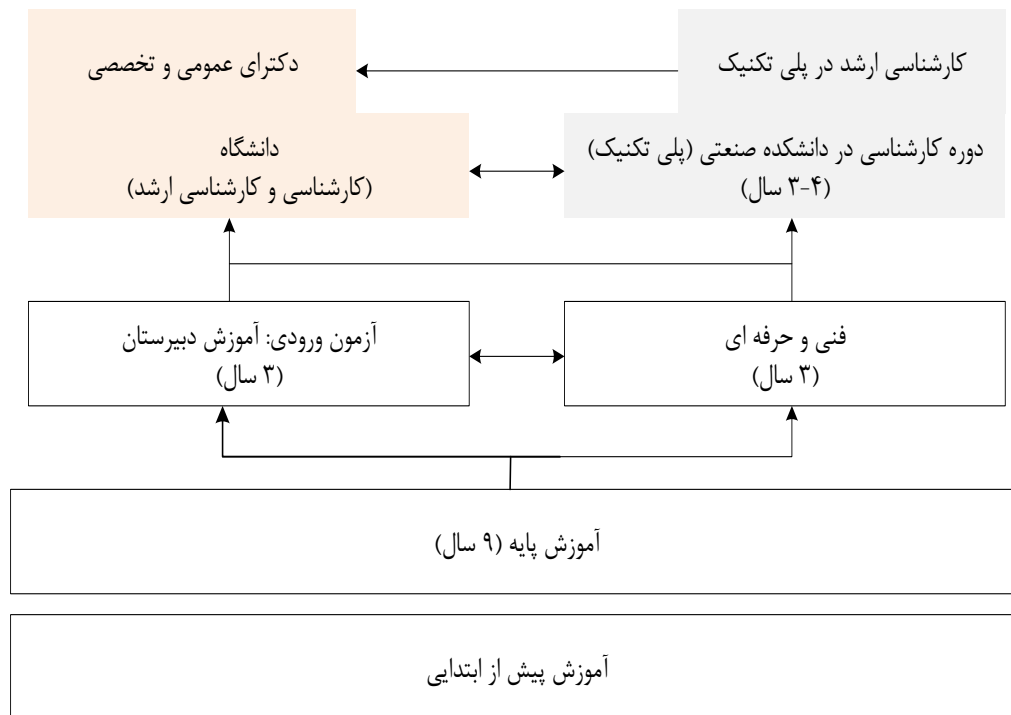 کارشناسی ارشد در پلی تکنیک
دکترای عمومی و تخصصی
دوره کارشناسی در دانشکده صنعتی (پلی تکنیک)
(۳-۴ سال)
دانشگاه
(کارشناسی و کارشناسی ارشد)
فنی و حرفه ای
(۳ سال)
آزمون ورودی: آموزش دبیرستان
(۳ سال)
آموزش پایه (۹ سال)
آموزش پیش از ابتدایی